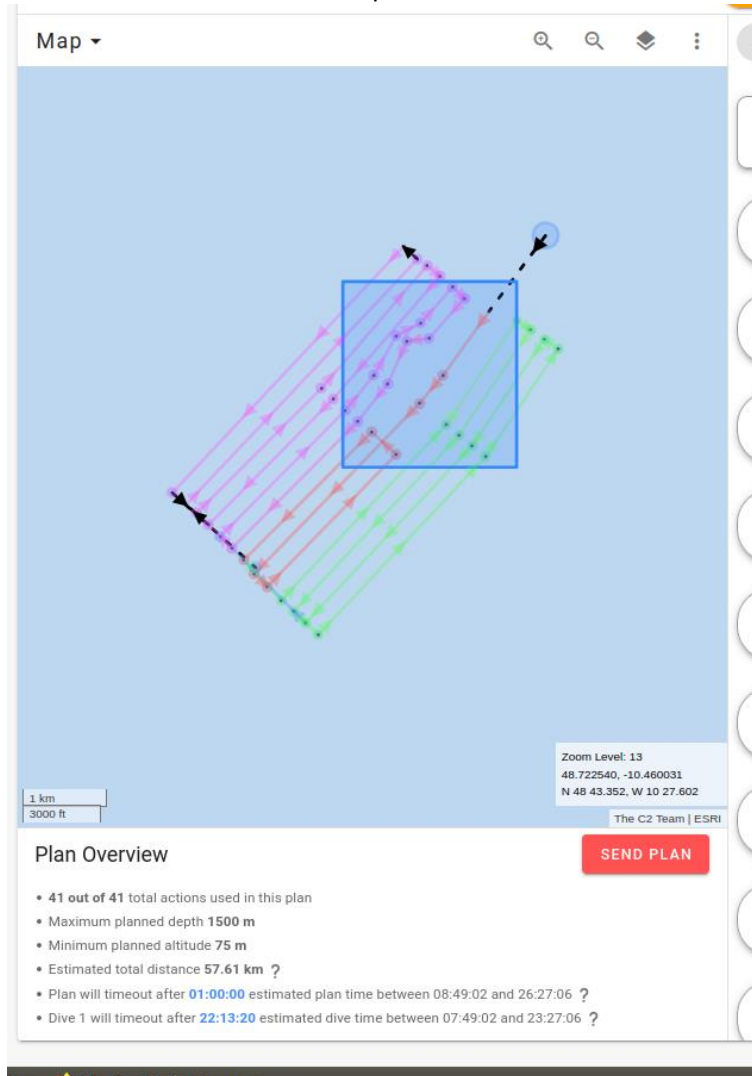 Map
Zoom Level: 13
48.722540, -10.460031
N 48 43.352, W 10 27.602
1 km
3000 ft
The C2 Team | ESRI
Plan Overview
SEND PLAN
• 41 out of 41 total actions used in this plan
• Maximum planned depth 1500 m
• Minimum planned altitude 75 m
• Estimated total distance 57.61 km ?
• Plan will timeout after 01:00:00 estimated plan time between 08:49:02 and 26:27:06 ?
• Dive 1 will timeout after 22:13:20 estimated dive time between 07:49:02 and 23:27:06 ?